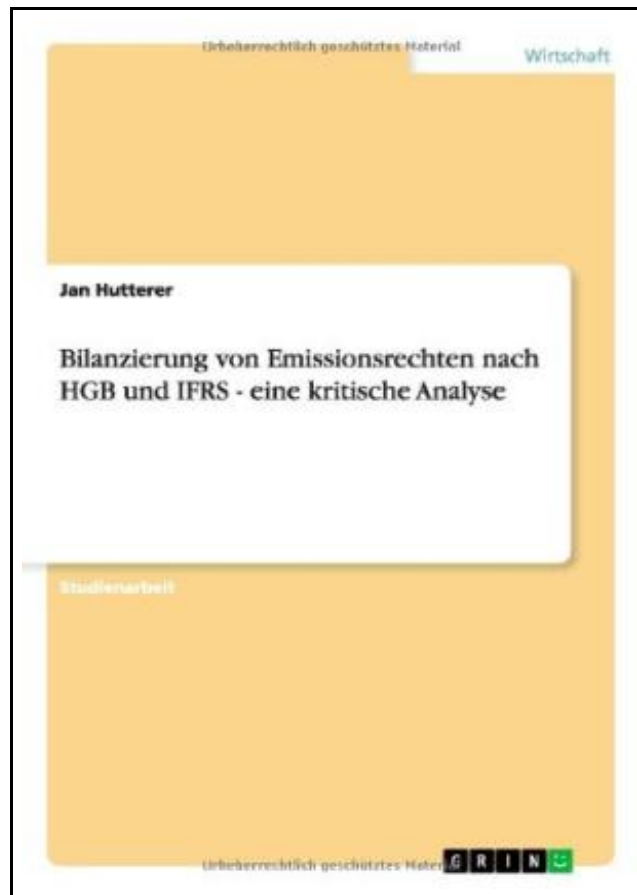 Urheberrechtlich geschütztes Material
Wirtschaft
Jan Hutterer
Bilanzierung von Emissionsrechten nach
HGB und IFRS - eine kritische Analyse
Studienarbeit
Urheberrechtlich geschütztes Mater
GRIN